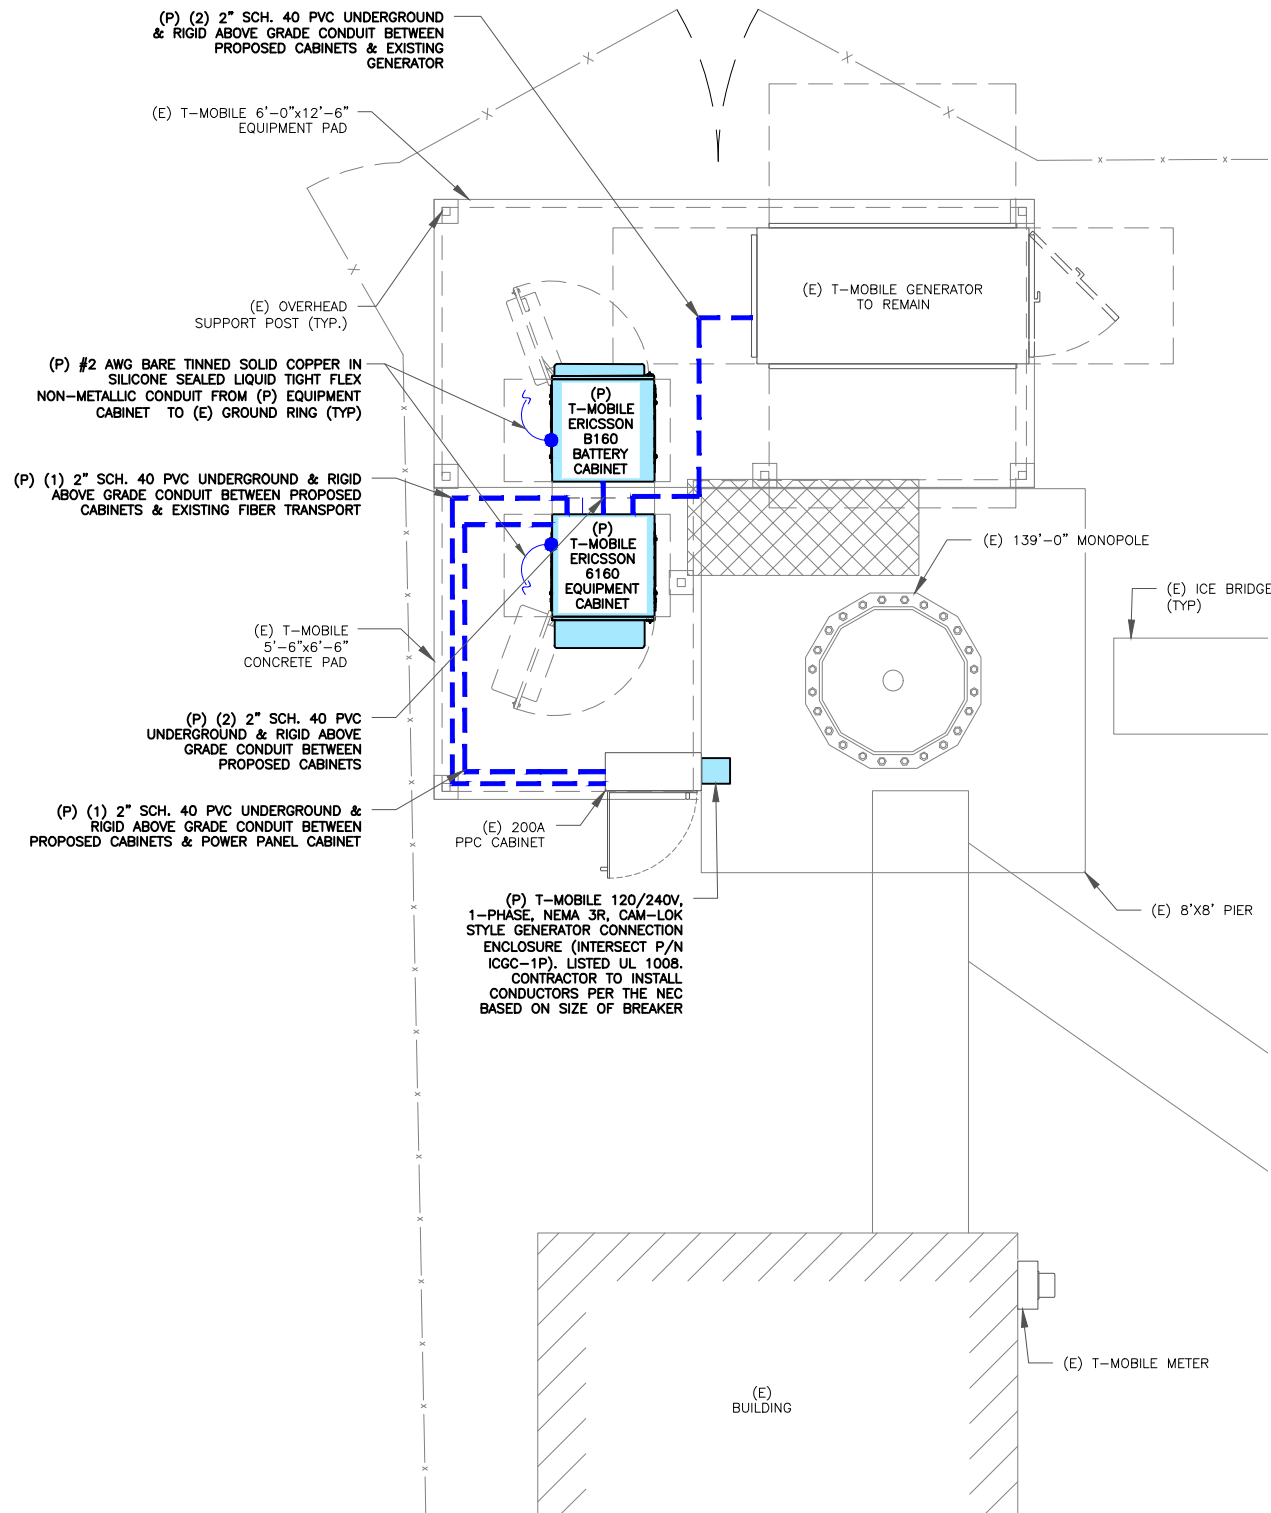 (P) (2) 2" SCH. 40 PVC UNDERGROUND
& RIGID ABOVE GRADE CONDUIT BETWEEN
PROPOSED CABINETS & EXISTING
GENERATOR
(E) T-MOBILE 6'-0"x12'-6"
EQUIPMENT PAD
(E) OVERHEAD
SUPPORT POST (TYP.)
(E) T-MOBILE GENERATOR
TO REMAIN
(P) #2 AWG BARE TINNED SOLID COPPER IN
SILICONE SEALED LIQUID TIGHT FLEX
NON-METALLIC CONDUIT FROM (P) EQUIPMENT
CABINET TO (E) GROUND RING (TYP)
(P)
T-MOBILE
ERICSSON
B160
BATTERY
CABINET
(P) (1) 2" SCH. 40 PVC UNDERGROUND & RIGID
ABOVE GRADE CONDUIT BETWEEN PROPOSED
CABINETS & EXISTING FIBER TRANSPORT
(P)
T-MOBILE
ERICSSON
6160
EQUIPMENT
CABINET
(E) 139'-0" MONOPOLE
(E) ICE BRIDGE
(TYP)
(E) T-MOBILE
5'-6"x6'-6"
CONCRETE PAD
(P) (2) 2" SCH. 40 PVC
UNDERGROUND & RIGID ABOVE
GRADE CONDUIT BETWEEN
PROPOSED CABINETS
(P) (1) 2" SCH. 40 PVC UNDERGROUND &
RIGID ABOVE GRADE CONDUIT BETWEEN
PROPOSED CABINETS & POWER PANEL CABINET
(E) 200A
PPC CABINET
(P) T-MOBILE 120/240V,
1-PHASE, NEMA 3R, CAM-LOK
STYLE GENERATOR CONNECTION
ENCLOSURE (INTERSECT P/N
ICGC-1P). LISTED UL 1008.
CONTRACTOR TO INSTALL
CONDUCTORS PER THE NEC
BASED ON SIZE OF BREAKER
(E) 8'X8' PIER
(E) T-MOBILE METER
(E)
BUILDING